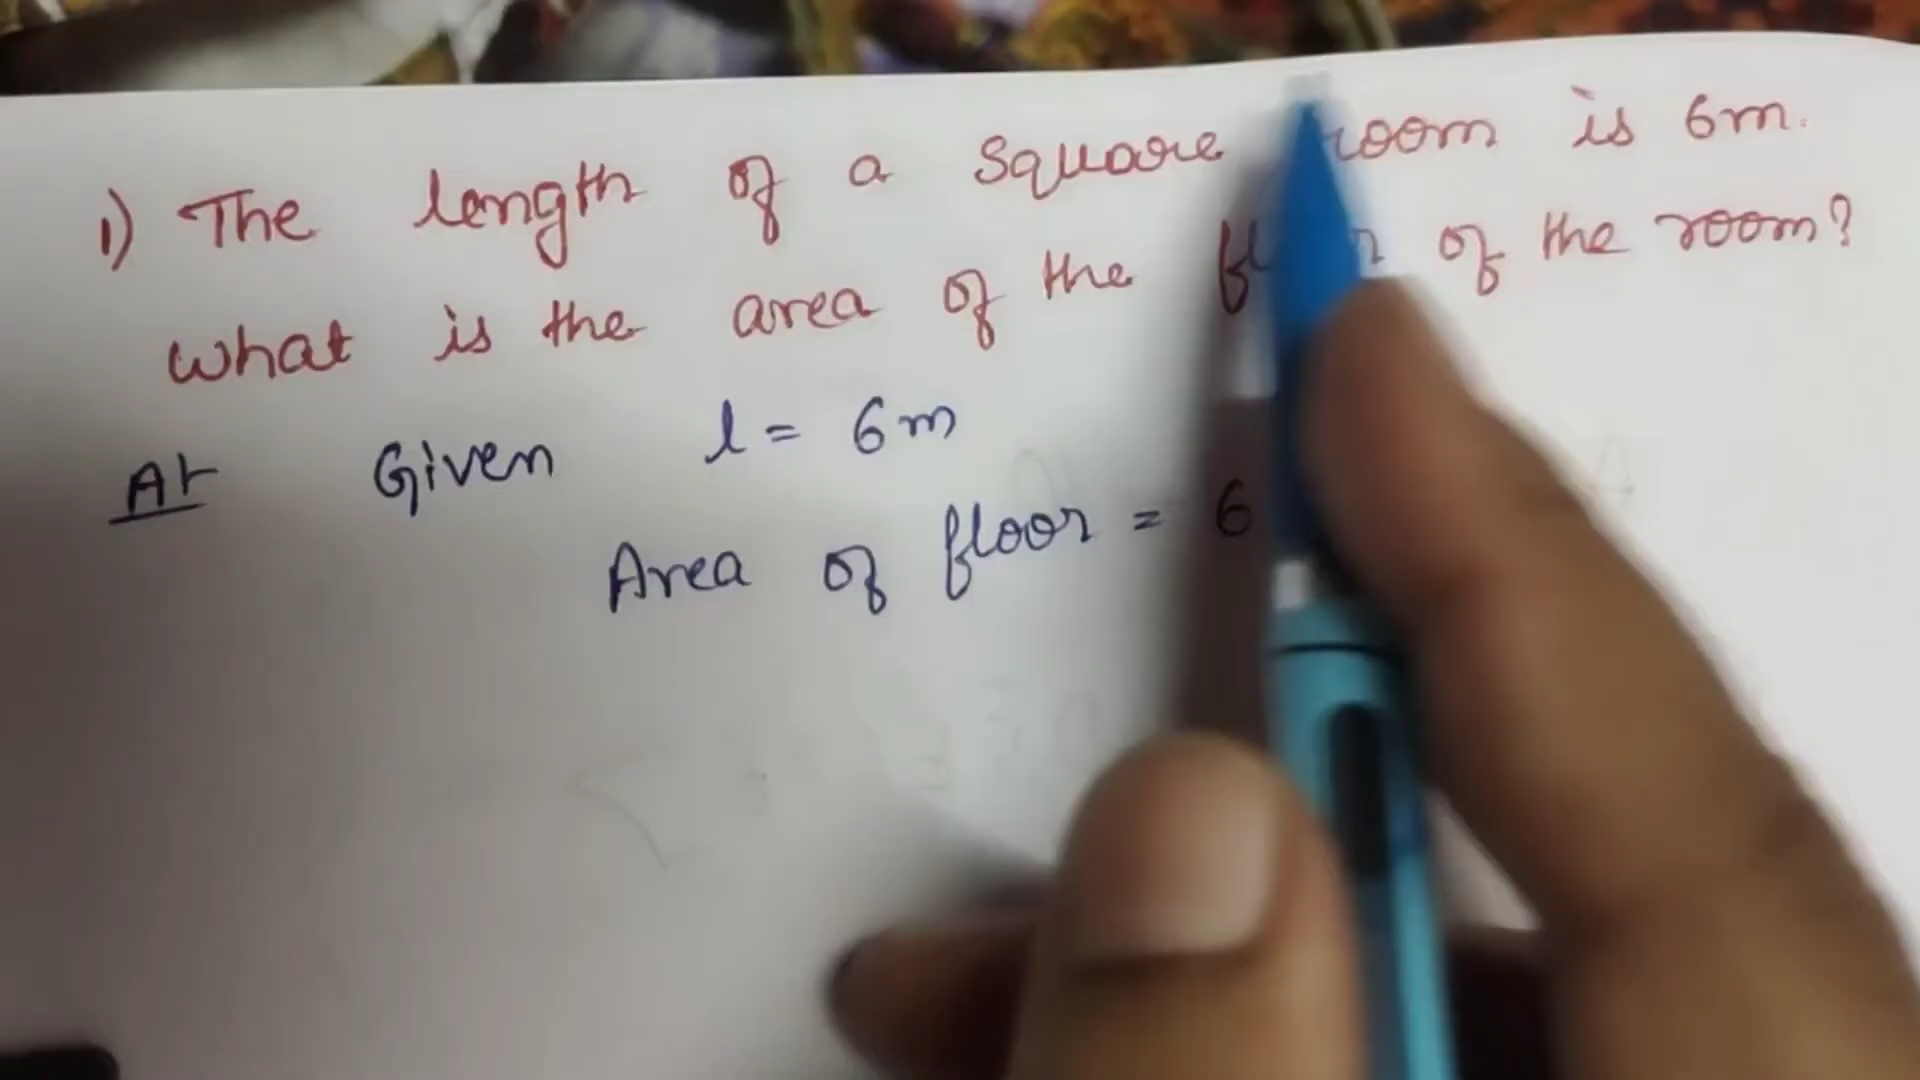 1) The length of a square room is 6m.
what is the area of the of the room?
Given l = 6m
Area of floor = 6